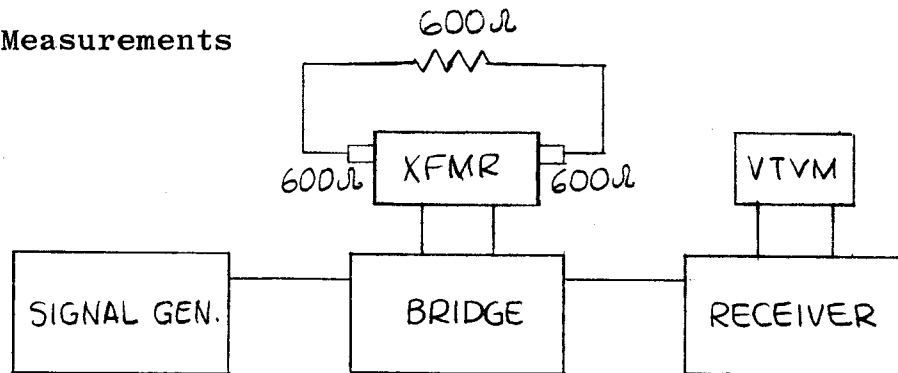 Measurements
600Ω
600Ω
XFMR
600Ω
VTVM
SIGNAL GEN.
BRIDGE
RECEIVER